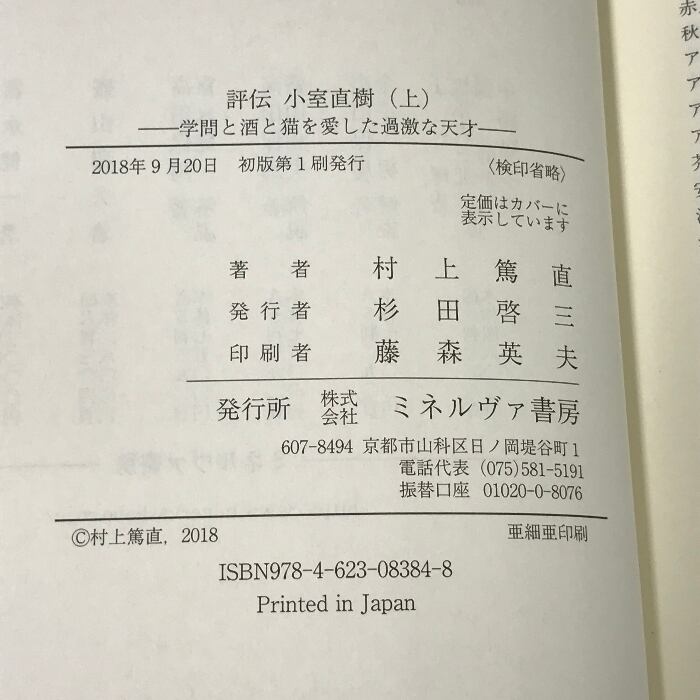 評伝 小室直樹（上）
――学問と酒と猫を愛した過激な天才――
2018年9月20日　初版第1刷発行　〈検印省略〉
定価はカバーに
表示しています
著者　村上篤直
発行者　杉田啓三
印刷者　藤森英夫
発行所　株式会社　ミネルヴァ書房
607-8494 京都市山科区日ノ岡堤谷町1
電話代表 (075)581-5191
振替口座 01020-0-8076
©村上篤直, 2018　亜細亜印刷
ISBN978-4-623-08384-8
Printed in Japan